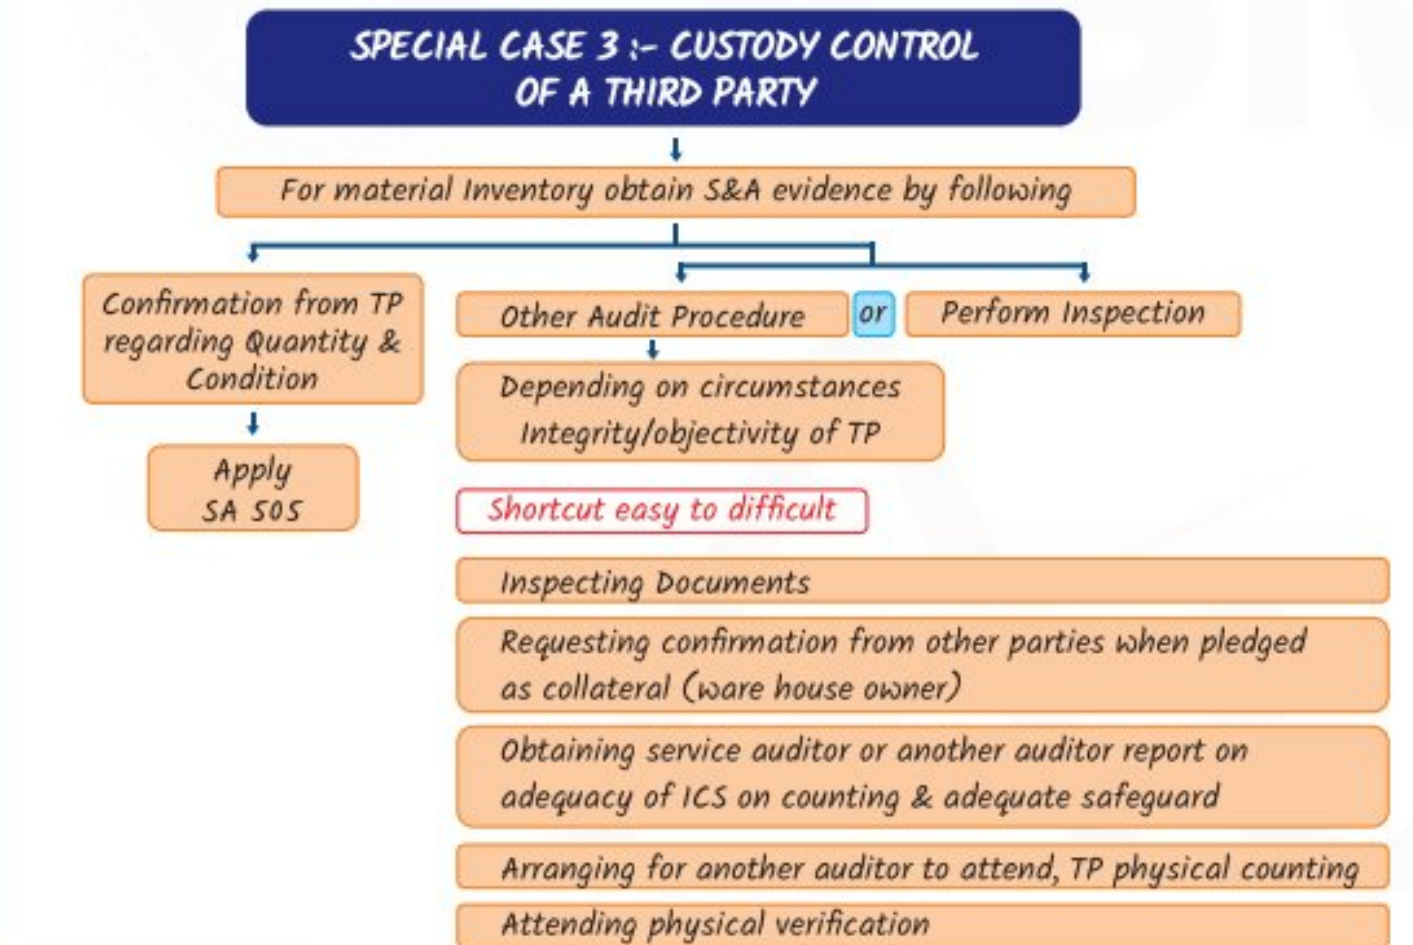 SPECIAL CASE 3 :- CUSTODY CONTROL
OF A THIRD PARTY
For material Inventory obtain S&A evidence by following
Confirmation from TP
regarding Quantity &
Condition
Apply
SA 505
Other Audit Procedure
or
Perform Inspection
Depending on circumstances
Integrity/objectivity of TP
Shortcut easy to difficult
Inspecting Documents
Requesting confirmation from other parties when pledged
as collateral (ware house owner)
Obtaining service auditor or another auditor report on
adequacy of ICS on counting & adequate safeguard
Arranging for another auditor to attend, TP physical counting
Attending physical verification